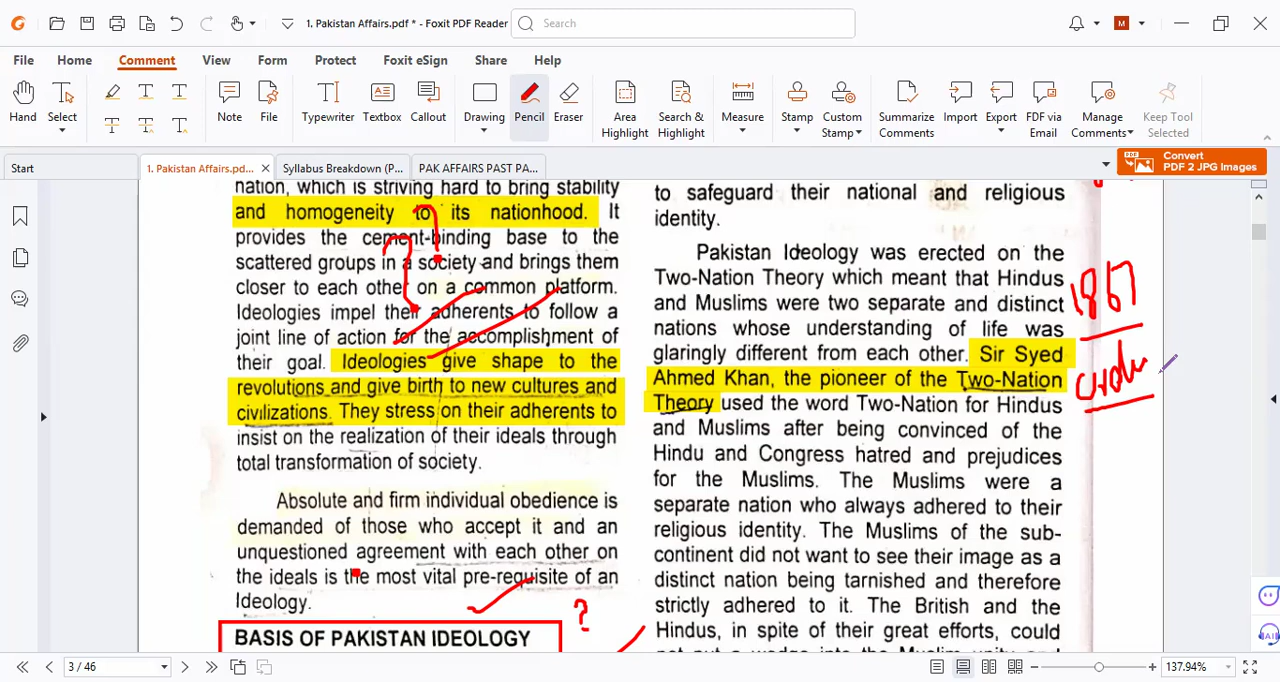 1. Pakistan Affairs.pdf * - Foxit PDF Reader
Search
M
File Home Comment View Form Protect Foxit eSign Share Help
Hand Select Note File Typewriter Textbox Callout Drawing Pencil Eraser Area Highlight Search & Highlight Measure Stamp Custom Stamp Summarize Comments Import Export FDF via Email Manage Comments Keep Tool Selected
Start
1. Pakistan Affairs.pd...
Syllabus Breakdown (P...
PAK AFFAIRS PAST PA...
Convert
PDF 2 JPG Images
nation, which is striving hard to bring stability
and homogeneity to its nationhood. It
provides the cement-binding base to the
scattered groups in a society and brings them
closer to each other on a common platform.
Ideologies impel their adherents to follow a
joint line of action for the accomplishment of
their goal. Ideologies give shape to the
revolutions and give birth to new cultures and
civilizations. They stress on their adherents to
insist on the realization of their ideals through
total transformation of society.
Absolute and firm individual obedience is
demanded of those who accept it and an
unquestioned agreement with each other on
the ideals is the most vital pre-requisite of an
Ideology.
?
BASIS OF PAKISTAN IDEOLOGY
to safeguard their national and religious
identity.
Pakistan Ideology was erected on the
Two-Nation Theory which meant that Hindus
and Muslims were two separate and distinct
nations whose understanding of life was
glaringly different from each other. Sir Syed
Ahmed Khan, the pioneer of the Two-Nation
Theory used the word Two-Nation for Hindus
and Muslims after being convinced of the
Hindu and Congress hatred and prejudices
for the Muslims. The Muslims were a
separate nation who always adhered to their
religious identity. The Muslims of the sub-
continent did not want to see their image as a
distinct nation being tarnished and therefore
strictly adhered to it. The British and the
Hindus, in spite of their great efforts, could
not put a wedge into the Muslim unity and
1867
3 / 46
137.94%